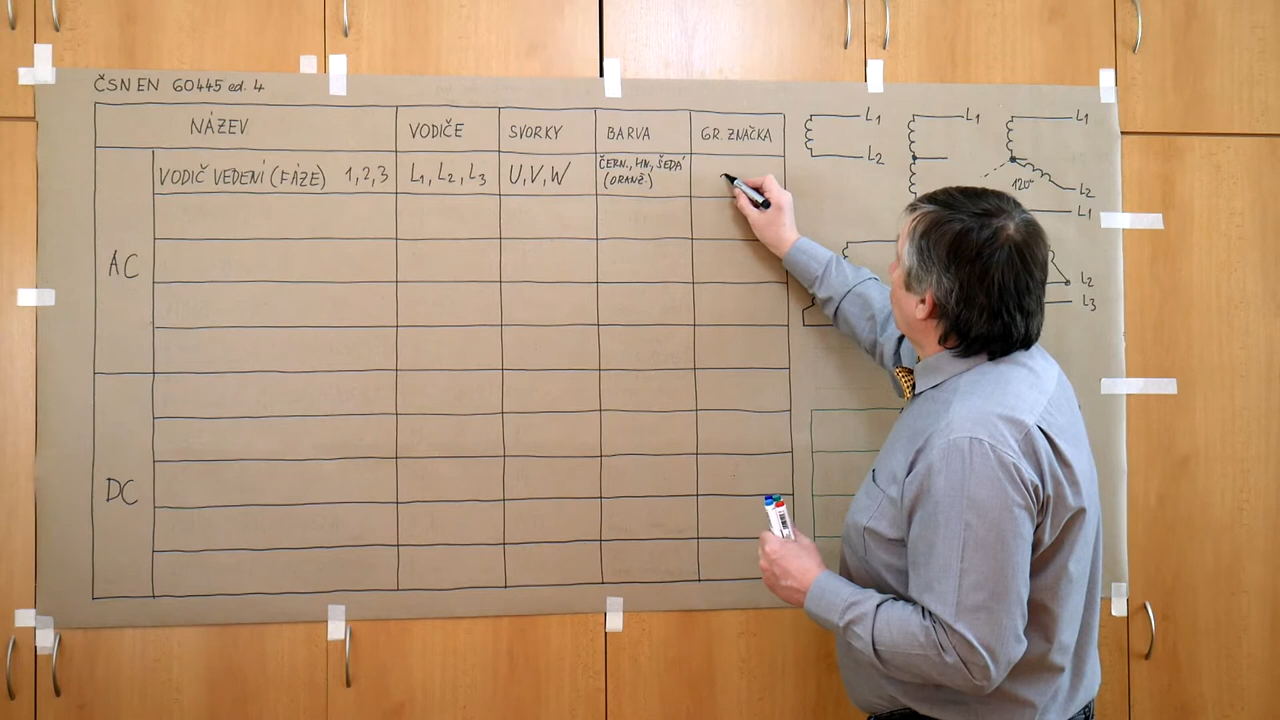 ČSN EN 60445 ed. 4
NÁZEV VODIČE SVORKY BARVA GR. ZNAČKA
AC
VODIČ VEDENÍ (FÁZE) 1,2,3 L1, L2, L3 U,V,W ČERN., HN., ŠEDÁ
(ORANŽ.)
DC
L1
L2
L1
L1
120°
L2
L1
L2
L3